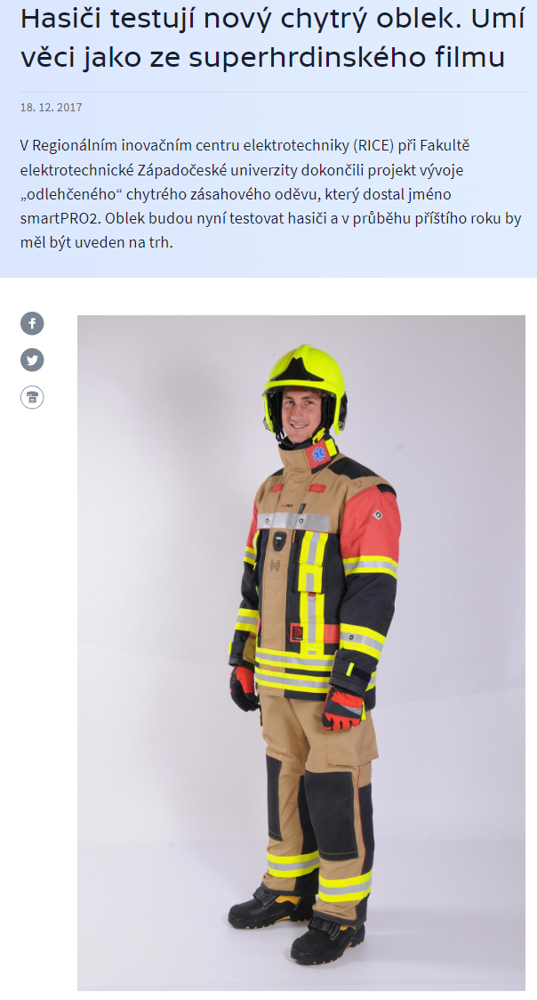 Hasiči testují nový chytrý oblek. Umí
věci jako ze superhrdinského filmu
18. 12. 2017
V Regionálním inovačním centru elektrotechniky (RICE) při Fakultě
elektrotechnické Západočeské univerzity dokončili projekt vývoje
„odlehčeného“ chytrého zásahového oděvu, který dostal jméno
smartPRO2. Oblek budou nyní testovat hasiči a v průběhu příštího roku by
měl být uveden na trh.